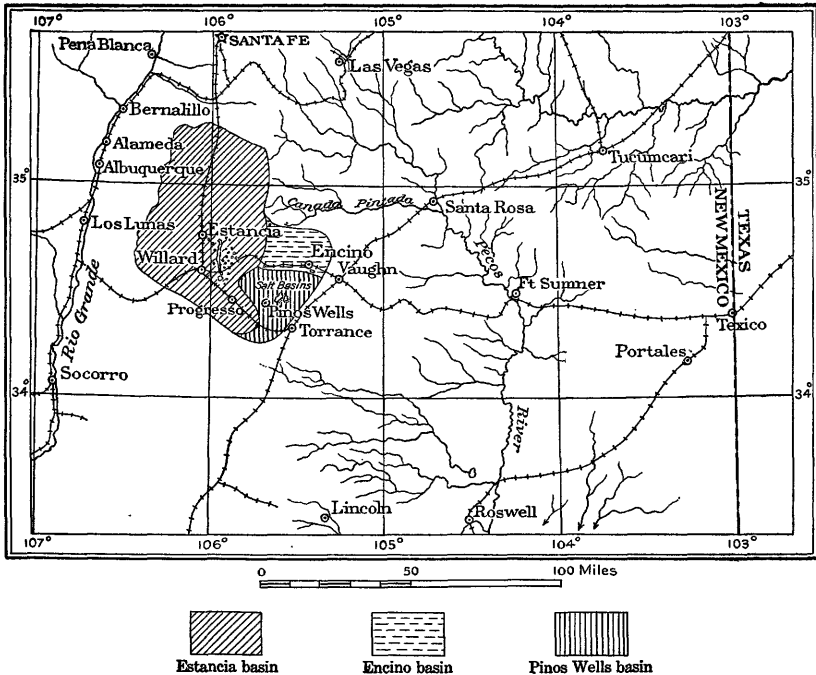 107° 106° 105° 104° 103°
Pena Blanca
SANTA FE
Las Vegas
Bernalillo
Alameda
Albuquerque
Tucumcari
35° 35°
Canada Pintada
Santa Rosa
Los Lunas
Estancia
NEW MEXICO
TEXAS
Encino
Willard
Vaughn
Pecos
Salt Basins
Ft Sumner
Progresso
Pinos Wells
Texico
Torrance
Rio Grande
Portales
Socorro
34° 34°
River
Lincoln
Roswell
107° 106° 105° 104° 103°
0 50 100 Miles
Estancia basin
Encino basin
Pinos Wells basin